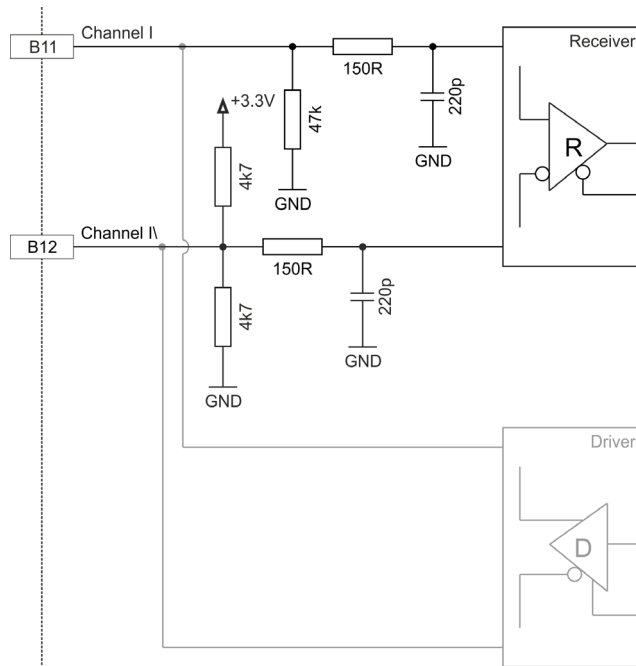 B11
Channel I
Receiver
150R
47k
220p
GND
GND
+3.3V
4k7
R
B12
Channel I\
150R
4k7
220p
GND
GND
Driver
D